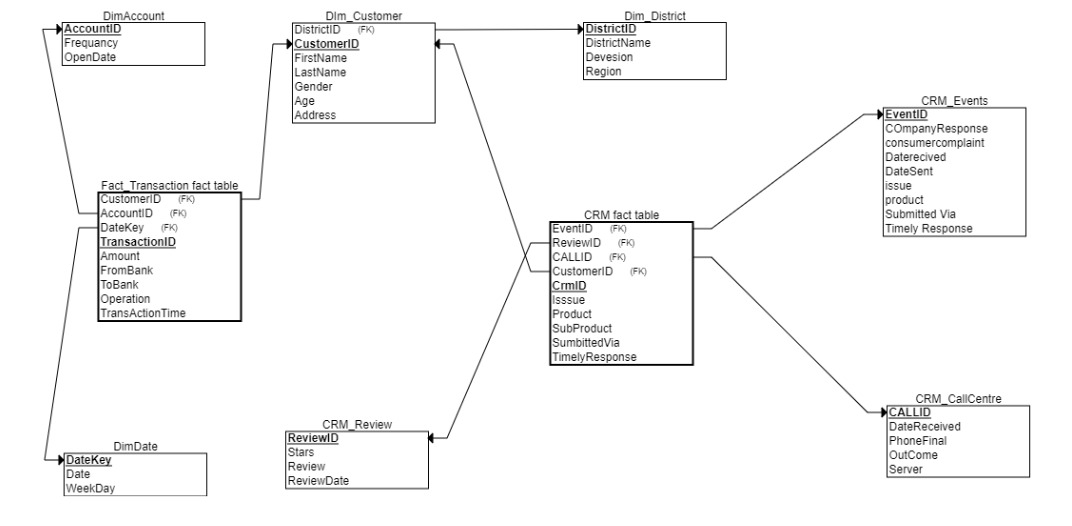 DimAccount
AccountID
Frequancy
OpenDate
DIm_Customer
DistrictID (FK)
CustomerID
FirstName
LastName
Gender
Age
Address
Dim_District
DistrictID
DistrictName
Devesion
Region
CRM_Events
EventID
COmpanyResponse
consumercomplaint
Daterecived
DateSent
issue
product
Submitted Via
Timely Response
Fact_Transaction fact table
CustomerID (FK)
AccountID (FK)
DateKey (FK)
TransactionID
Amount
FromBank
ToBank
Operation
TransActionTime
CRM fact table
EventID (FK)
ReviewID (FK)
CALLID (FK)
CustomerID (FK)
CrmID
Isssue
Product
SubProduct
SumbittedVia
TimelyResponse
CRM_Review
ReviewID
Stars
Review
ReviewDate
CRM_CallCentre
CALLID
DateReceived
PhoneFinal
OutCome
Server
DimDate
DateKey
Date
WeekDay